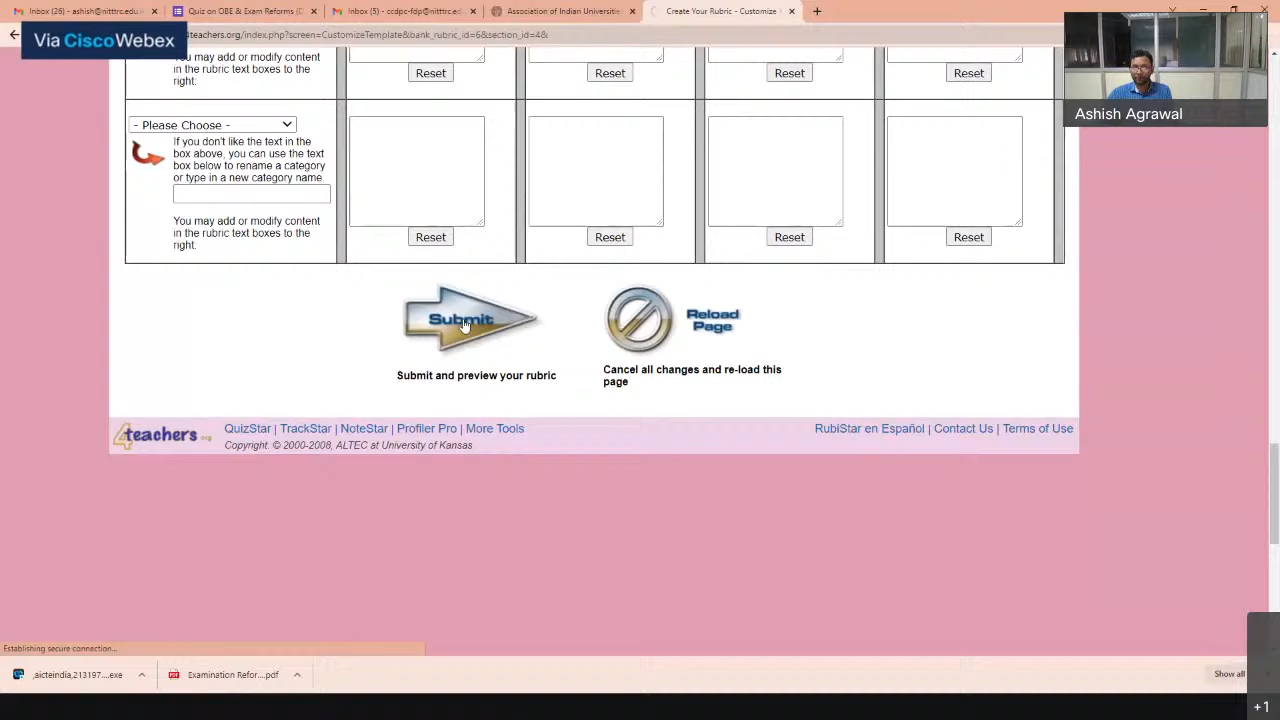 Inbox (26) - ashish@nitttrc.edu.i
Quiz on OBE & Exam Reforms (D
Inbox (5) - ccdpc-fdp@nitttrc.ed
Association of Indian Universities
Create Your Rubric - Customize
Via CiscoWebex
4teachers.org/index.php?screen=CustomizeTemplate&bank_rubric_id=6&section_id=4&
You may add or modify content
in the rubric text boxes to the
right.
Reset
Reset
Reset
Reset
Ashish Agrawal
- Please Choose -
If you don't like the text in the
box above, you can use the text
box below to rename a category
or type in a new category name.
You may add or modify content
in the rubric text boxes to the
right.
Reset
Reset
Reset
Reset
Submit
Reload
Page
Submit and preview your rubric
Cancel all changes and re-load this
page
4teachers.org
QuizStar | TrackStar | NoteStar | Profiler Pro | More Tools
RubiStar en Español | Contact Us | Terms of Use
Copyright. © 2000-2008, ALTEC at University of Kansas
Establishing secure connection...
,aicteindia,213197....exe
Examination Refor....pdf
Show all
+1